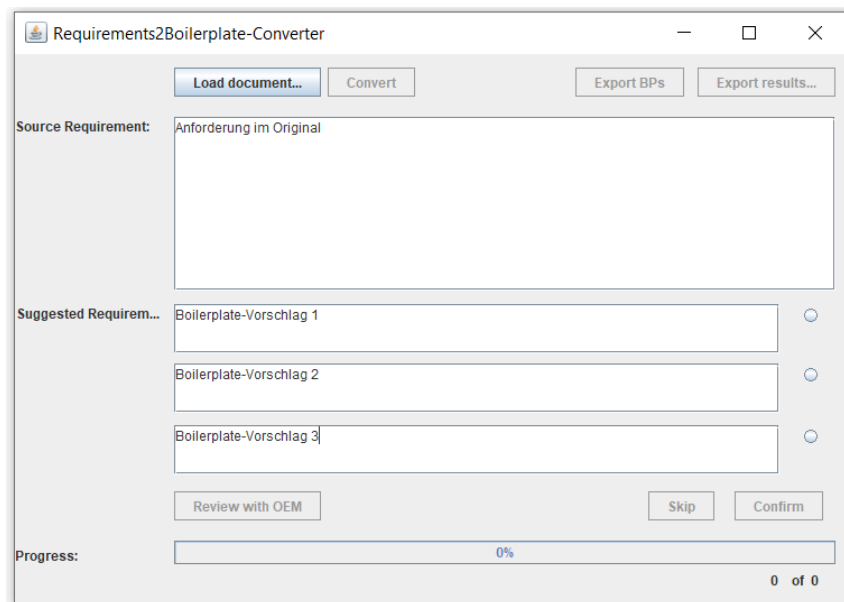 Requirements2Boilerplate-Converter
Load document... Convert Export BPs Export results...
Source Requirement: Anforderung im Original
Suggested Requirem... Boilerplate-Vorschlag 1
Boilerplate-Vorschlag 2
Boilerplate-Vorschlag 3
Review with OEM Skip Confirm
Progress: 0%
0 of 0